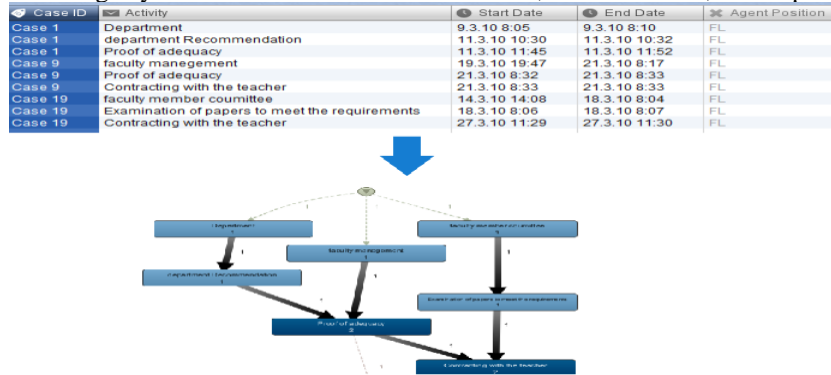 Case ID Activity Start Date End Date Agent Position
Case 1 Department 9.3.10 8:05 9.3.10 8:10 FL
Case 1 department Recommendation 11.3.10 10:30 11.3.10 10:32 FL
Case 1 Proof of adequacy 11.3.10 11:45 11.3.10 11:52 FL
Case 9 faculty manegement 19.3.10 19:47 21.3.10 8:17 FL
Case 9 Proof of adequacy 21.3.10 8:32 21.3.10 8:33 FL
Case 9 Contracting with the teacher 21.3.10 8:33 21.3.10 8:33 FL
Case 19 faculty member coumittee 14.3.10 14:08 18.3.10 8:04 FL
Case 19 Examination of papers to meet the requirements 18.3.10 8:05 18.3.10 8:07 FL
Case 19 Contracting with the teacher 27.3.10 11:29 27.3.10 11:30 FL
Department
faculty manegement
department Recommendation
Proof of adequacy
2
Contracting with the teacher
2